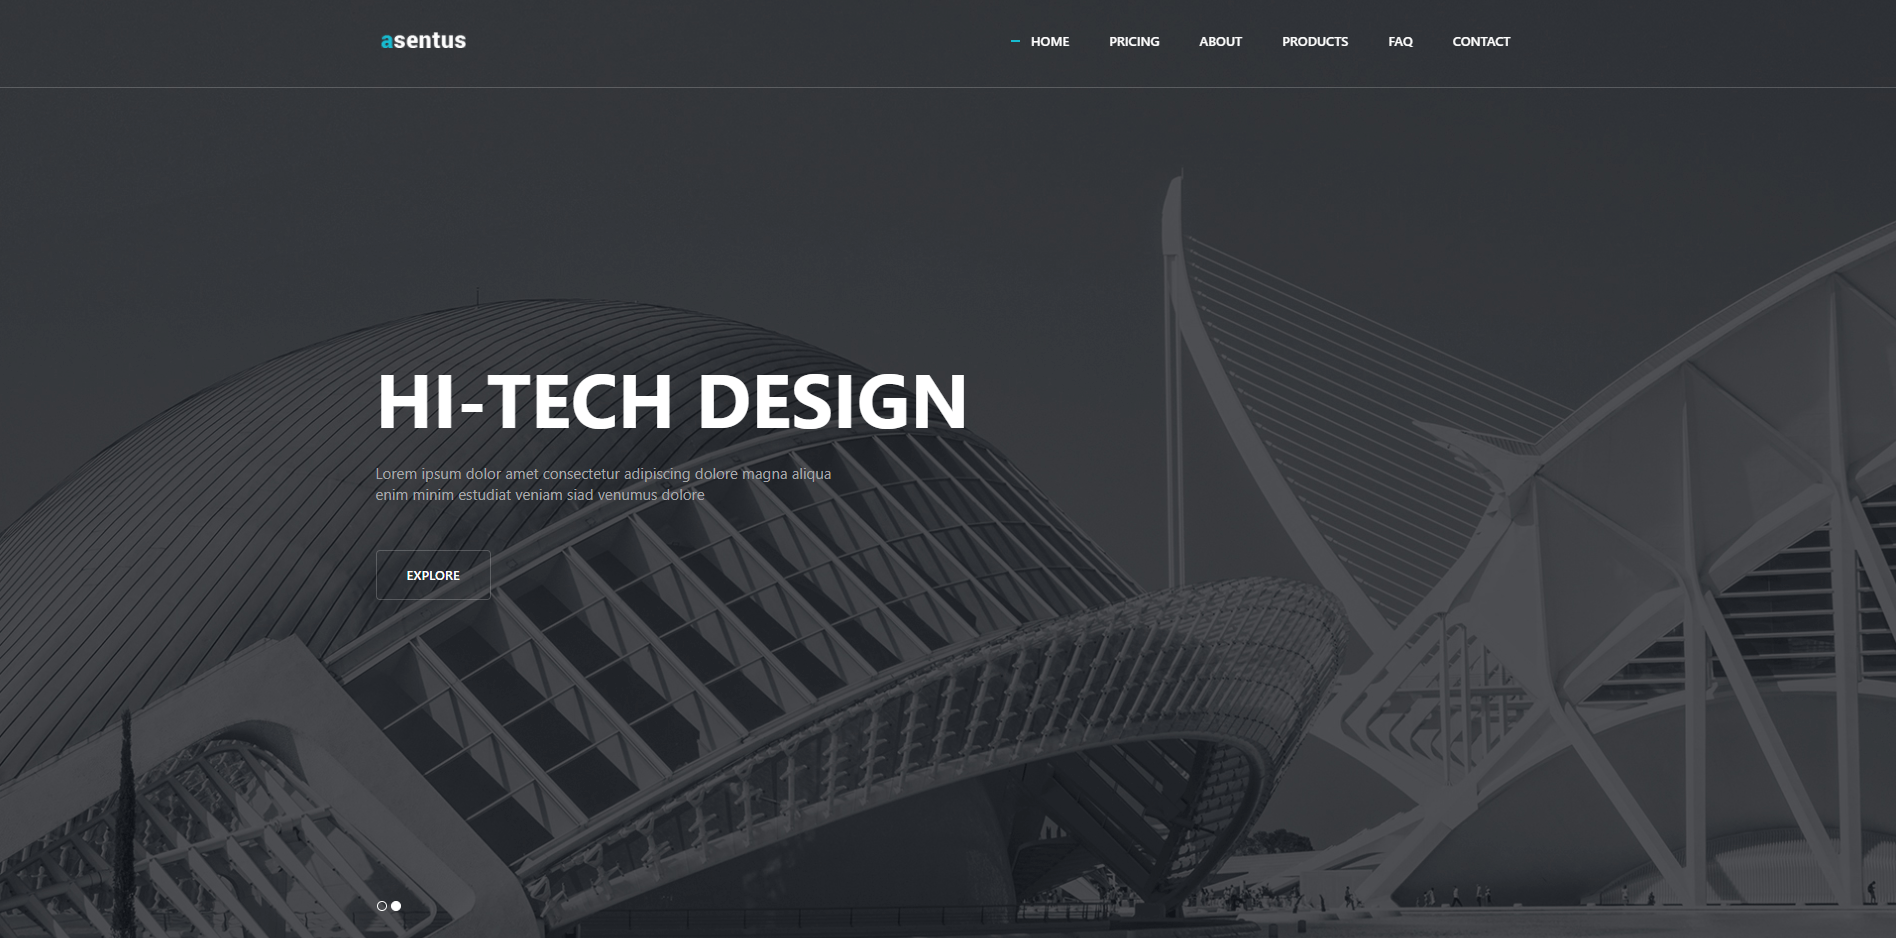 asentus
HOME PRICING ABOUT PRODUCTS FAQ CONTACT
HI-TECH DESIGN
Lorem ipsum dolor amet consectetur adipiscing dolore magna aliqua
enim minim estudiat veniam siad venumus dolore
EXPLORE